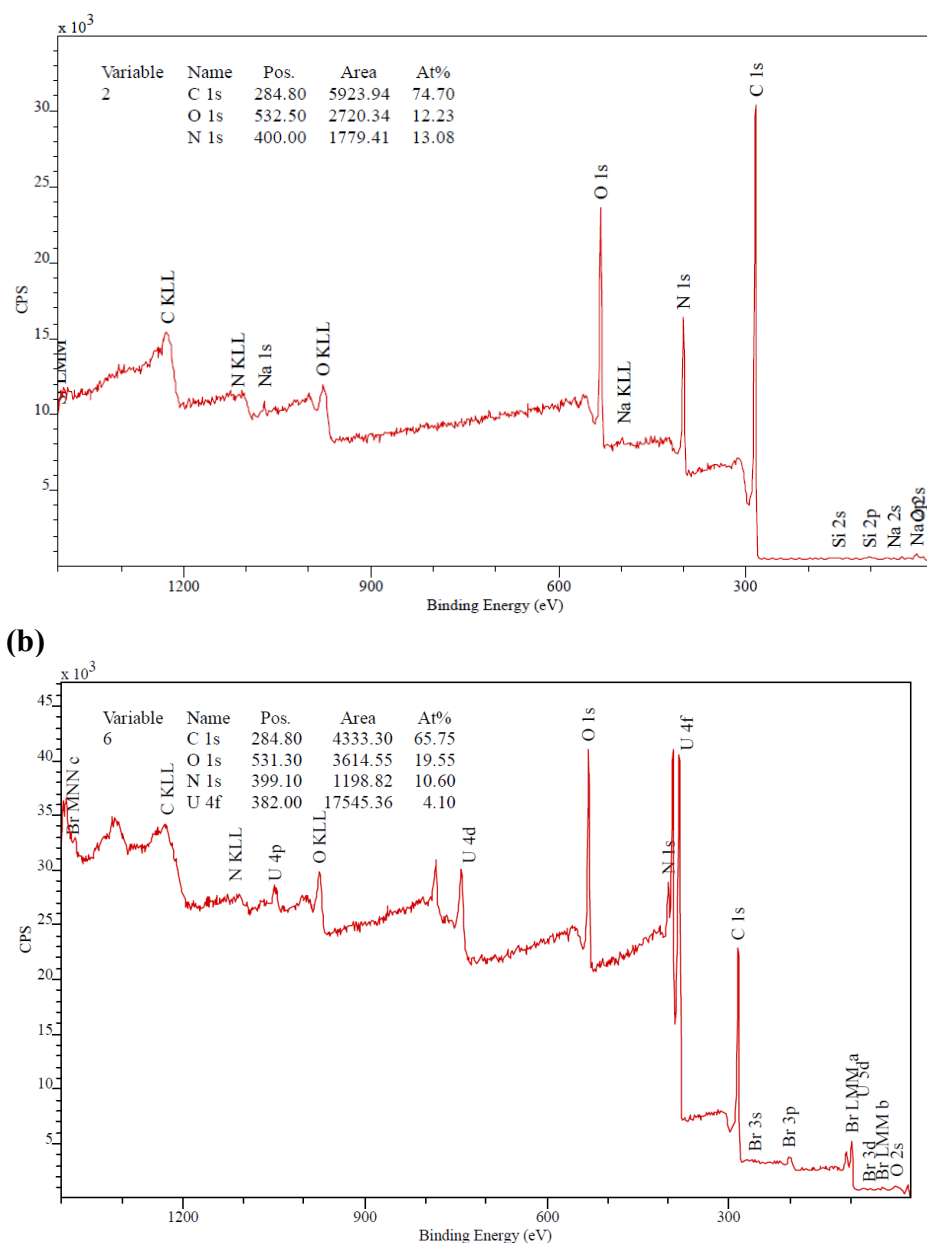 x 10³
Variable Name Pos. Area At%
2 C 1s 284.80 5923.94 74.70
O 1s 532.50 2720.34 12.23
N 1s 400.00 1779.41 13.08
30
25
20
15
10
5
CPS
LMM
C KLL
N KLL
Na 1s
O KLL
O 1s
Na KLL
N 1s
C 1s
Si 2s
Si 2p
Na 2s
1200 900 600 300
Binding Energy (eV)
(b)
x 10³
Variable Name Pos. Area At%
6 C 1s 284.80 4333.30 65.75
O 1s 531.30 3614.55 19.55
N 1s 399.10 1198.82 10.60
U 4f 382.00 17545.36 4.10
45
40
35
30
25
20
15
10
5
CPS
Br MNN c
C KLL
N KLL
U 4p
O KLL
U 4d
O 1s
N 1s
U 4f
C 1s
Br 3s
Br 3p
Br LMM a
U 5d
Br 3d
Br LMM b
O 2s
1200 900 600 300
Binding Energy (eV)